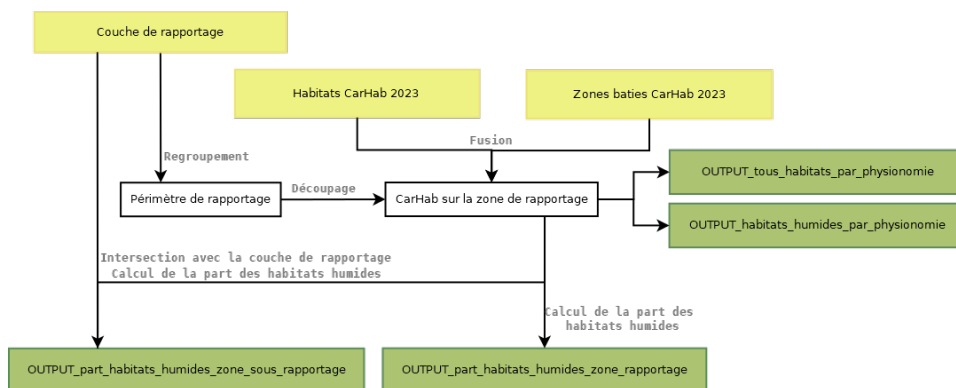 Couche de rapportage
Habitats CarHab 2023
Zones baties CarHab 2023
Fusion
Regroupement
OUTPUT_tous_habitats_par_physionomie
Découpage
Périmètre de rapportage
CarHab sur la zone de rapportage
OUTPUT_habitats_humides_par_physionomie
Intersection avec la couche de rapportage
Calcul de la part des habitats humides
Calcul de la part des
habitats humides
OUTPUT_part_habitats_humides_zone_sous_rapportage
OUTPUT_part_habitats_humides_zone_rapportage